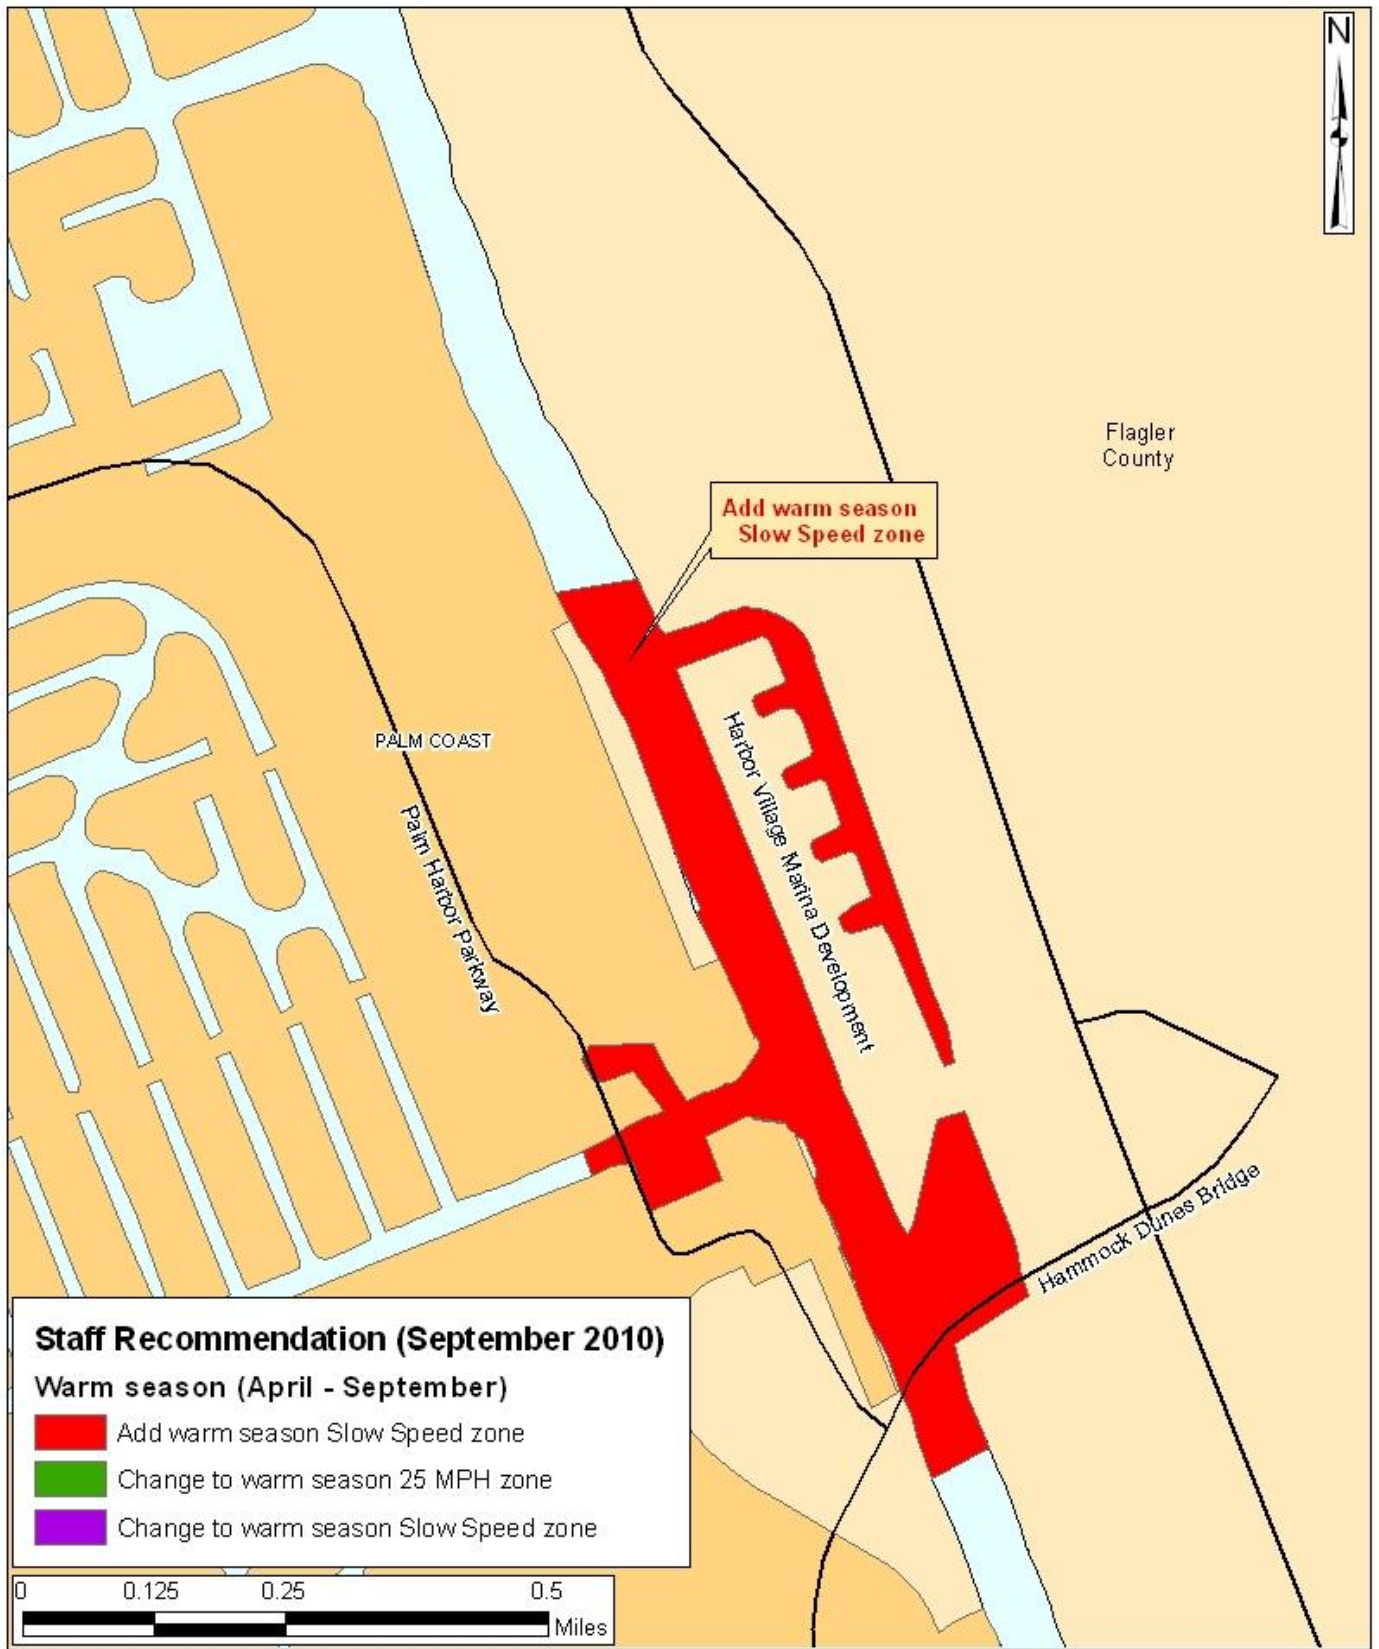 N
Flagler
County
Add warm season
Slow Speed zone
PALM COAST
Harbor Village Marina Development
Palm Harbor Parkway
Hammock Dunes Bridge
Staff Recommendation (September 2010)
Warm season (April - September)
Add warm season Slow Speed zone
Change to warm season 25 MPH zone
Change to warm season Slow Speed zone
0 0.125 0.25 0.5
Miles